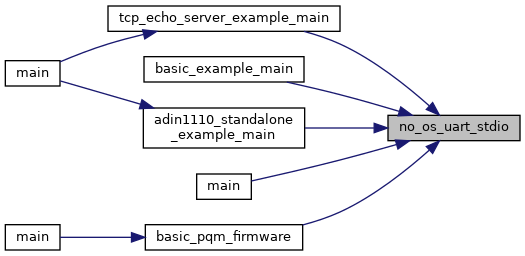 tcp_echo_server_example_main
main
basic_example_main
adin1110_standalone
_example_main
no_os_uart_stdio
main
main
basic_pqm_firmware